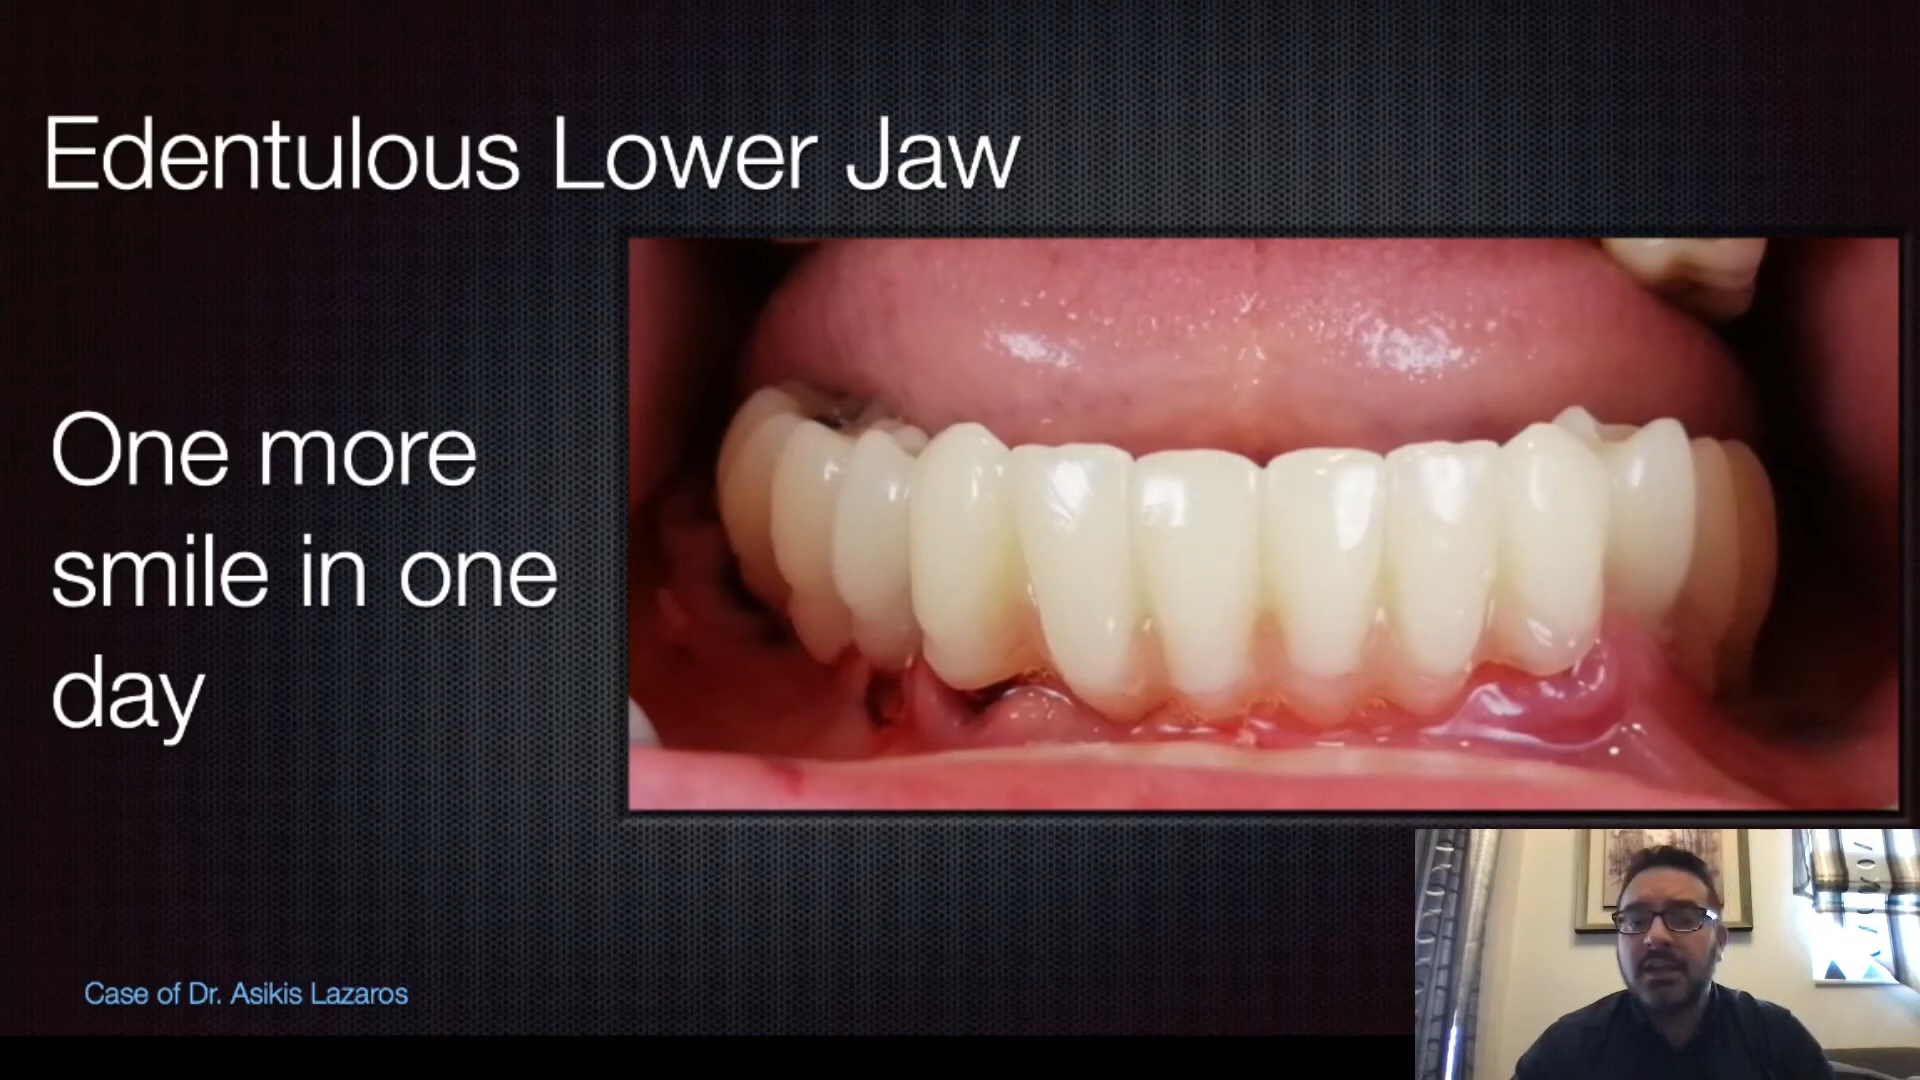 Edentulous Lower Jaw
One more
smile in one
day
Case of Dr. Asikis Lazaros